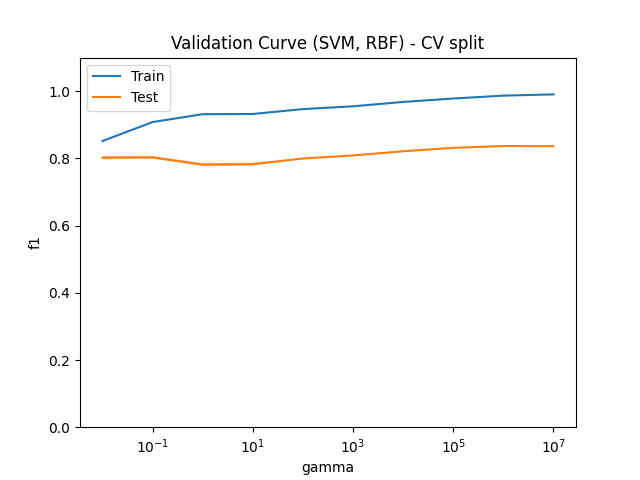 Validation Curve (SVM, RBF) - CV split
Train
Test
f1
1.0
0.8
0.6
0.4
0.2
0.0
10⁻¹ 10¹ 10³ 10⁵ 10⁷
gamma